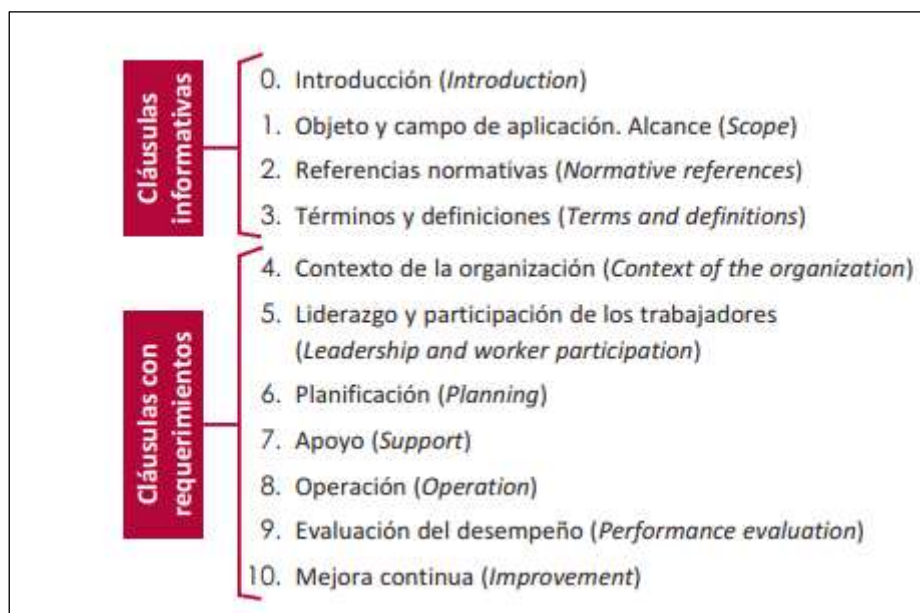 Cláusulas
informativas
0. Introducción (Introduction)
1. Objeto y campo de aplicación. Alcance (Scope)
2. Referencias normativas (Normative references)
3. Términos y definiciones (Terms and definitions)
Cláusulas con
requerimientos
4. Contexto de la organización (Context of the organization)
5. Liderazgo y participación de los trabajadores
(Leadership and worker participation)
6. Planificación (Planning)
7. Apoyo (Support)
8. Operación (Operation)
9. Evaluación del desempeño (Performance evaluation)
10. Mejora continua (Improvement)